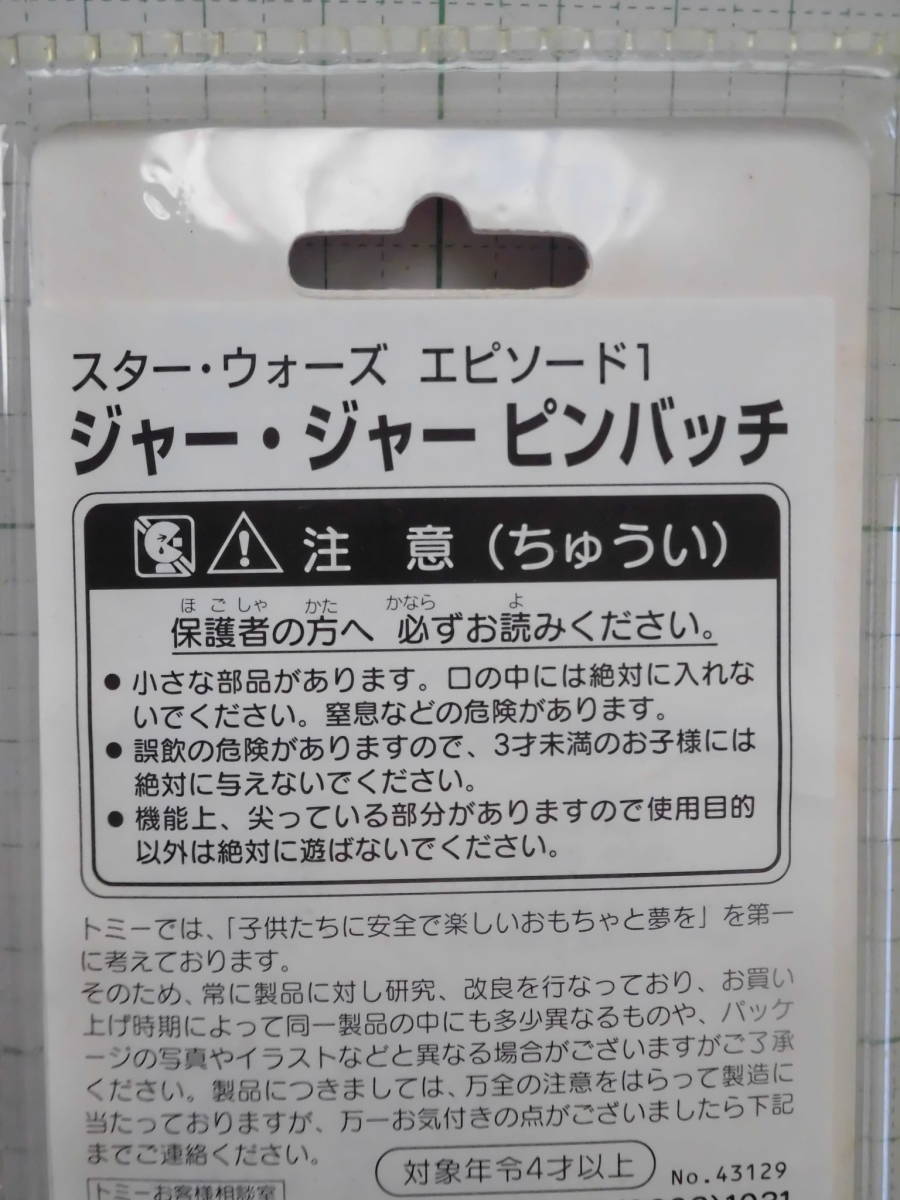 スター・ウォーズ エピソード1
ジャー・ジャー ピンバッチ
注 意(ちゅうい)
ほごしゃ かた かなら よ
保護者の方へ 必ずお読みください。
● 小さな部品があります。口の中には絶対に入れな
いでください。窒息などの危険があります。
● 誤飲の危険がありますので、3才未満のお子様には
絶対に与えないでください。
● 機能上、尖っている部分がありますので使用目的
以外は絶対に遊ばないでください。
トミーでは、「子供たちに安全で楽しいおもちゃと夢を」を第一
に考えております。
そのため、常に製品に対し研究、改良を行なっており、お買い
上げ時期によって同一製品の中にも多少異なるものや、パッケ
ージの写真やイラストなどと異なる場合がございますがご了承
ください。製品につきましては、万全の注意をはらって製造に
当たっておりますが、万一お気付きの点がございましたら下記
までご連絡ください。
対象年令4才以上 No.43129
トミーお客様相談室